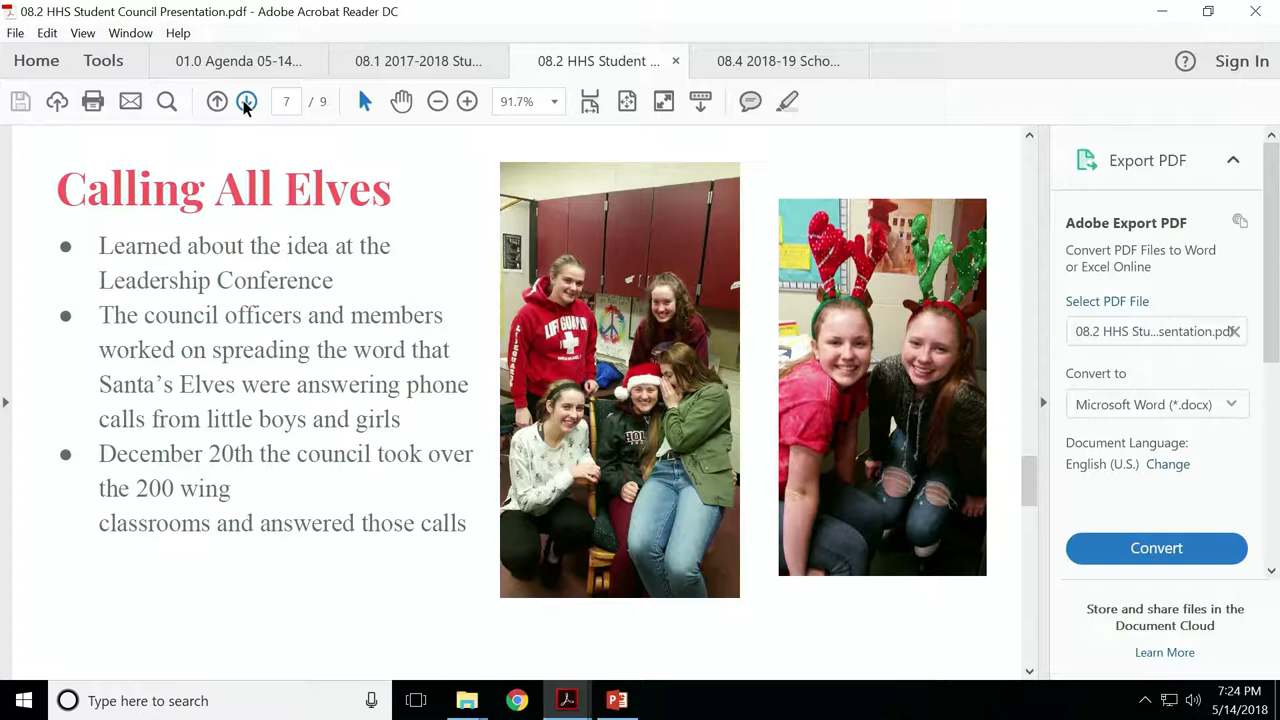 08.2 HHS Student Council Presentation.pdf - Adobe Acrobat Reader DC
File Edit View Window Help
Home Tools 01.0 Agenda 05-14... 08.1 2017-2018 Stu... 08.2 HHS Student ... × 08.4 2018-19 Scho... Sign In
7 / 9 91.7%
Calling All Elves
● Learned about the idea at the
Leadership Conference
● The council officers and members
worked on spreading the word that
Santa's Elves were answering phone
calls from little boys and girls
● December 20th the council took over
the 200 wing
classrooms and answered those calls
Export PDF
Adobe Export PDF
Convert PDF Files to Word
or Excel Online
Select PDF File
08.2 HHS Stu...sentation.pdf
Convert to
Microsoft Word (*.docx)
Document Language:
English (U.S.) Change
Convert
Store and share files in the
Document Cloud
Learn More
Type here to search
7:24 PM
5/14/2018